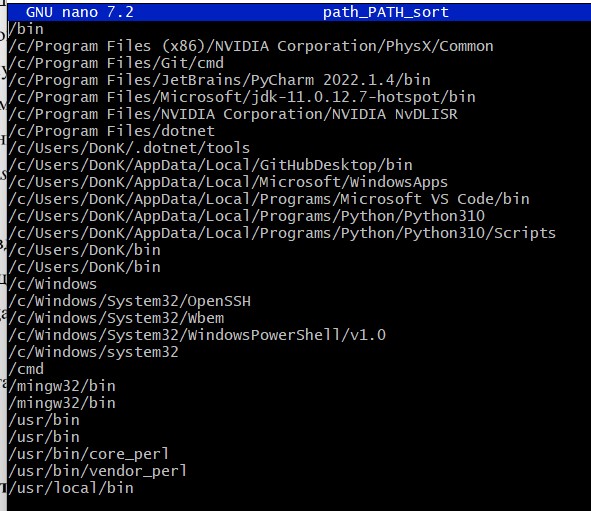 GNU nano 7.2 path_PATH_sort
/bin
/c/Program Files (x86)/NVIDIA Corporation/PhysX/Common
/c/Program Files/Git/cmd
/c/Program Files/JetBrains/PyCharm 2022.1.4/bin
/c/Program Files/Microsoft/jdk-11.0.12.7-hotspot/bin
/c/Program Files/NVIDIA Corporation/NVIDIA NvDLISR
/c/Program Files/dotnet
/c/Users/DonK/.dotnet/tools
/c/Users/DonK/AppData/Local/GitHubDesktop/bin
/c/Users/DonK/AppData/Local/Microsoft/WindowsApps
/c/Users/DonK/AppData/Local/Programs/Microsoft VS Code/bin
/c/Users/DonK/AppData/Local/Programs/Python/Python310
/c/Users/DonK/AppData/Local/Programs/Python/Python310/Scripts
/c/Users/DonK/bin
/c/Users/DonK/bin
/c/Windows
/c/Windows/System32/OpenSSH
/c/Windows/System32/Wbem
/c/Windows/System32/WindowsPowerShell/v1.0
/c/Windows/system32
/cmd
/mingw32/bin
/mingw32/bin
/usr/bin
/usr/bin
/usr/bin/core_perl
/usr/bin/vendor_perl
/usr/local/bin